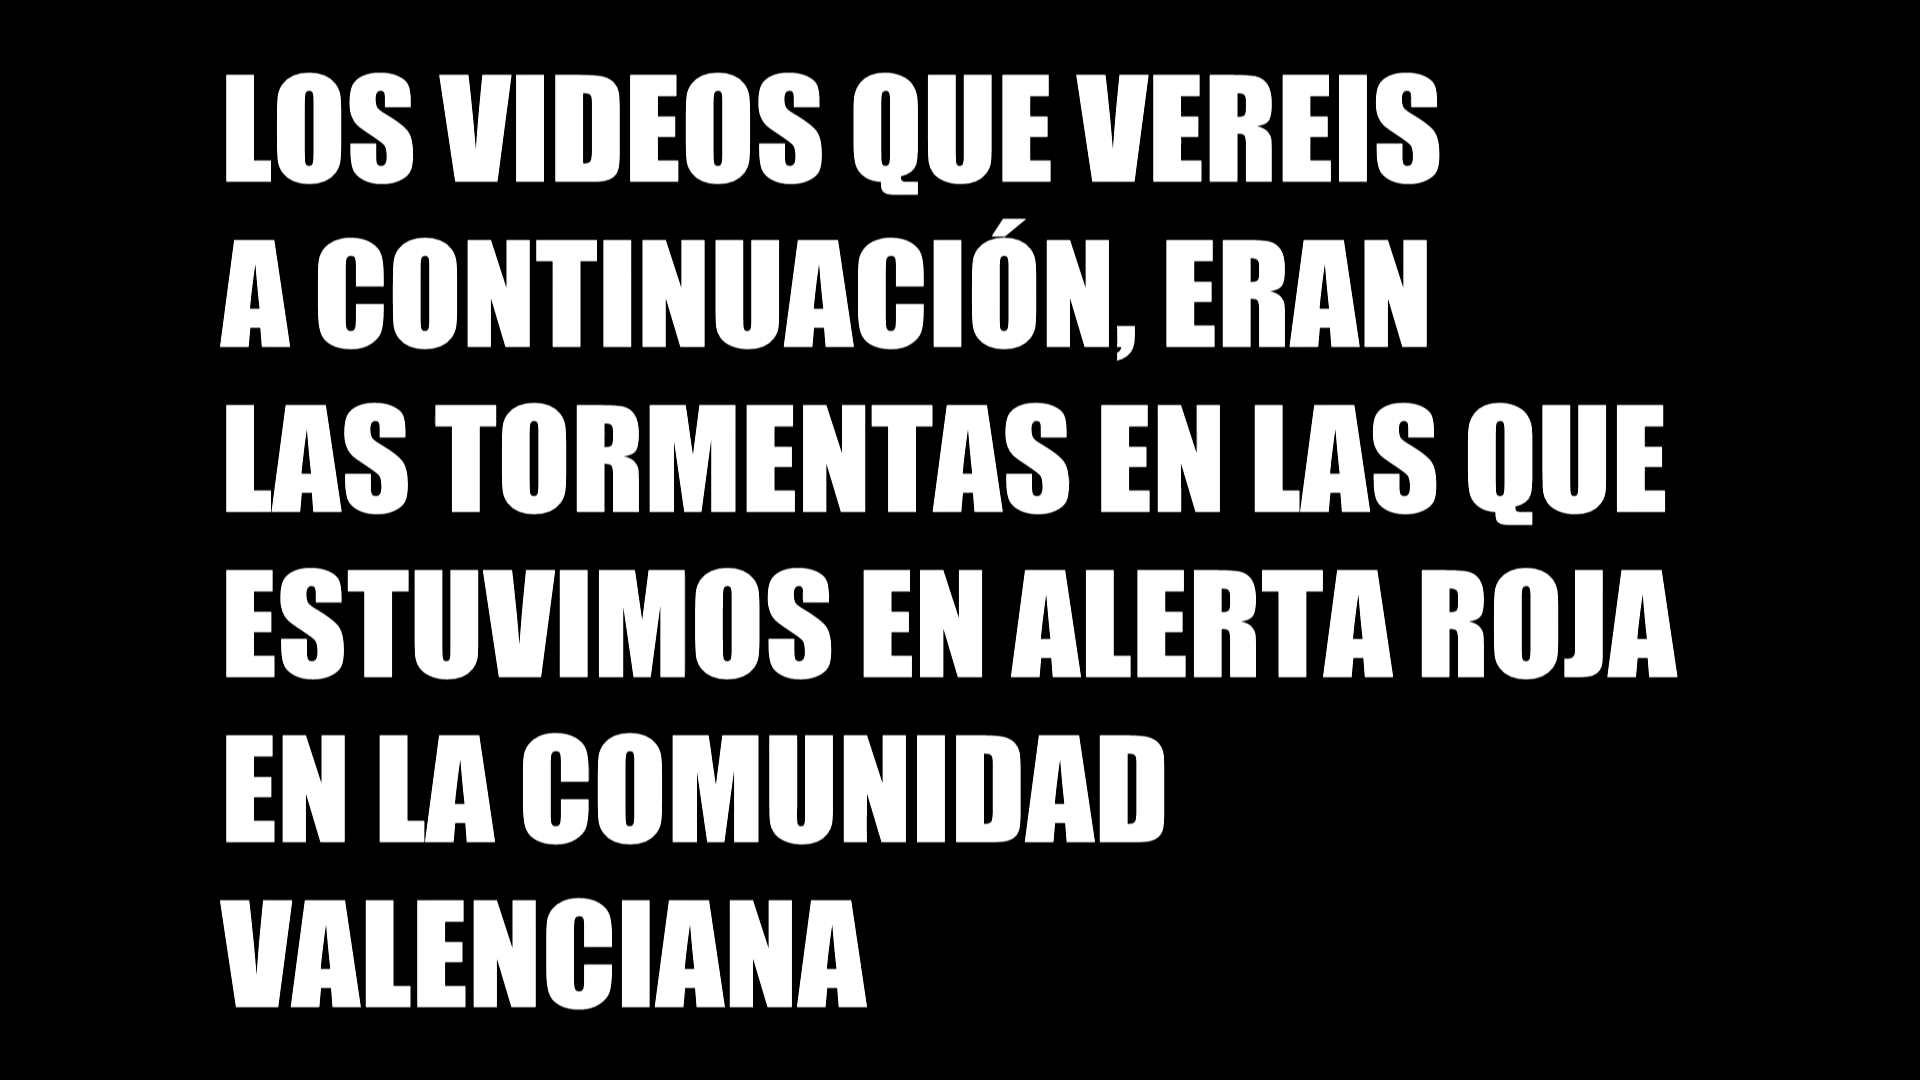 LOS VIDEOS QUE VEREIS
A CONTINUACIÓN, ERAN
LAS TORMENTAS EN LAS QUE
ESTUVIMOS EN ALERTA ROJA
EN LA COMUNIDAD
VALENCIANA